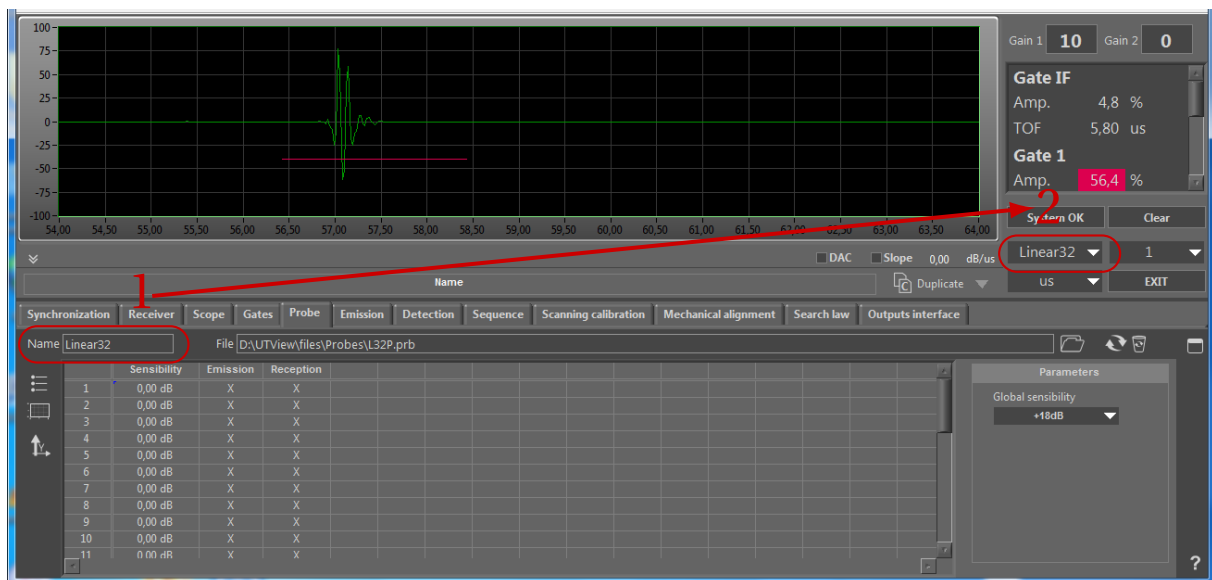 100
75
50
25
0
-25
-50
-75
-100
54,00 54,50 55,00 55,50 56,00 56,50 57,00 57,50 58,00 58,50 59,00 59,50 60,00 60,50 61,00 61,50 62,00 62,50 63,00 63,50 64,00
Gain 1 10 Gain 2 0
Gate IF
Amp. 4,8 %
TOF 5,80 us
Gate 1
Amp. 56,4 %
2
System OK Clear
DAC Slope 0,00 dB/us Linear32 1
1
Name Duplicate us EXIT
Synchronization Receiver Scope Gates Probe Emission Detection Sequence Scanning calibration Mechanical alignment Search law Outputs interface
Name Linear32 File D:\UTView\files\Probes\L32P.prb
Sensibility Emission Reception
1 0,00 dB X X
2 0,00 dB X X
3 0,00 dB X X
4 0,00 dB X X
5 0,00 dB X X
6 0,00 dB X X
7 0,00 dB X X
8 0,00 dB X X
9 0,00 dB X X
10 0,00 dB X X
11 0,00 dB X X
Y
Parameters
Global sensibility
+18dB
?